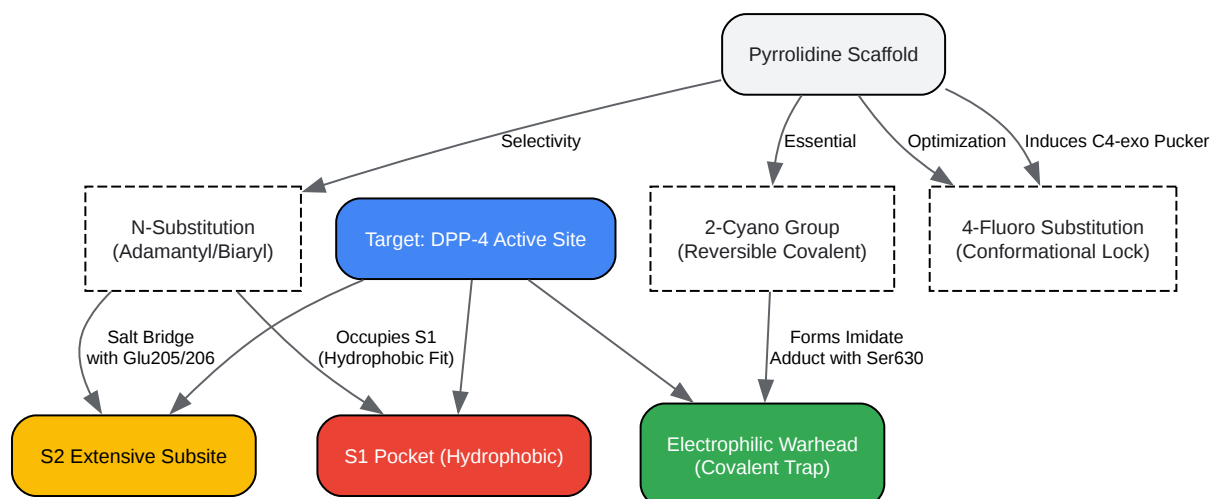 Pyrrolidine Scaffold
Selectivity
Essential
Optimization
Induces C4-exo Pucker
N-Substitution
(Adamantyl/Biaryl)
Target: DPP-4 Active Site
2-Cyano Group
(Reversible Covalent)
4-Fluoro Substitution
(Conformational Lock)
Salt Bridge
with Glu205/206
Occupies S1
(Hydrophobic Fit)
Forms Imidate
Adduct with Ser630
S2 Extensive Subsite
S1 Pocket (Hydrophobic)
Electrophilic Warhead
(Covalent Trap)